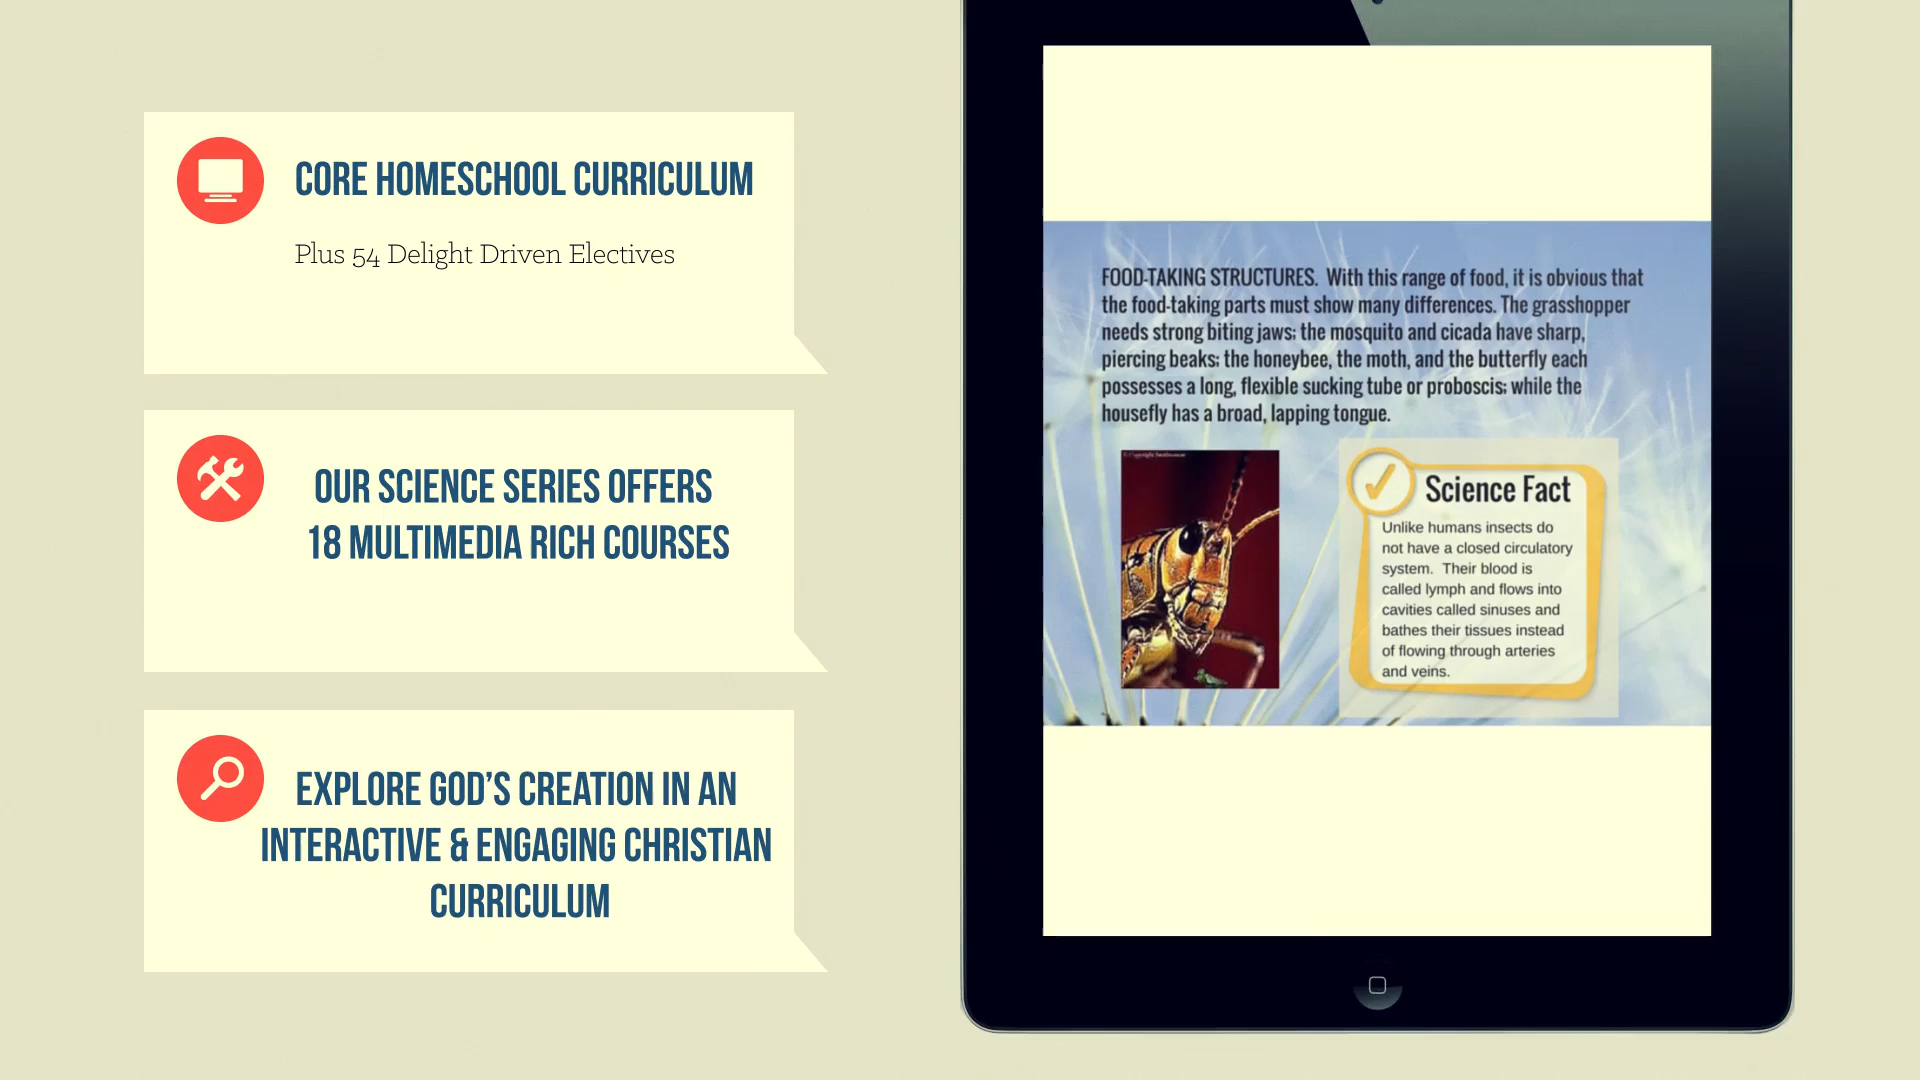 CORE HOMESCHOOL CURRICULUM
Plus 54 Delight Driven Electives
OUR SCIENCE SERIES OFFERS
18 MULTIMEDIA RICH COURSES
EXPLORE GOD'S CREATION IN AN
INTERACTIVE & ENGAGING CHRISTIAN
CURRICULUM
FOOD-TAKING STRUCTURES. With this range of food, it is obvious that
the food-taking parts must show many differences. The grasshopper
needs strong biting jaws; the mosquito and cicada have sharp,
piercing beaks; the honeybee, the moth, and the butterfly each
possesses a long, flexible sucking tube or proboscis; while the
housefly has a broad, lapping tongue.
© Copyright Smithsonian
Science Fact
Unlike humans insects do
not have a closed circulatory
system. Their blood is
called lymph and flows into
cavities called sinuses and
bathes their tissues instead
of flowing through arteries
and veins.